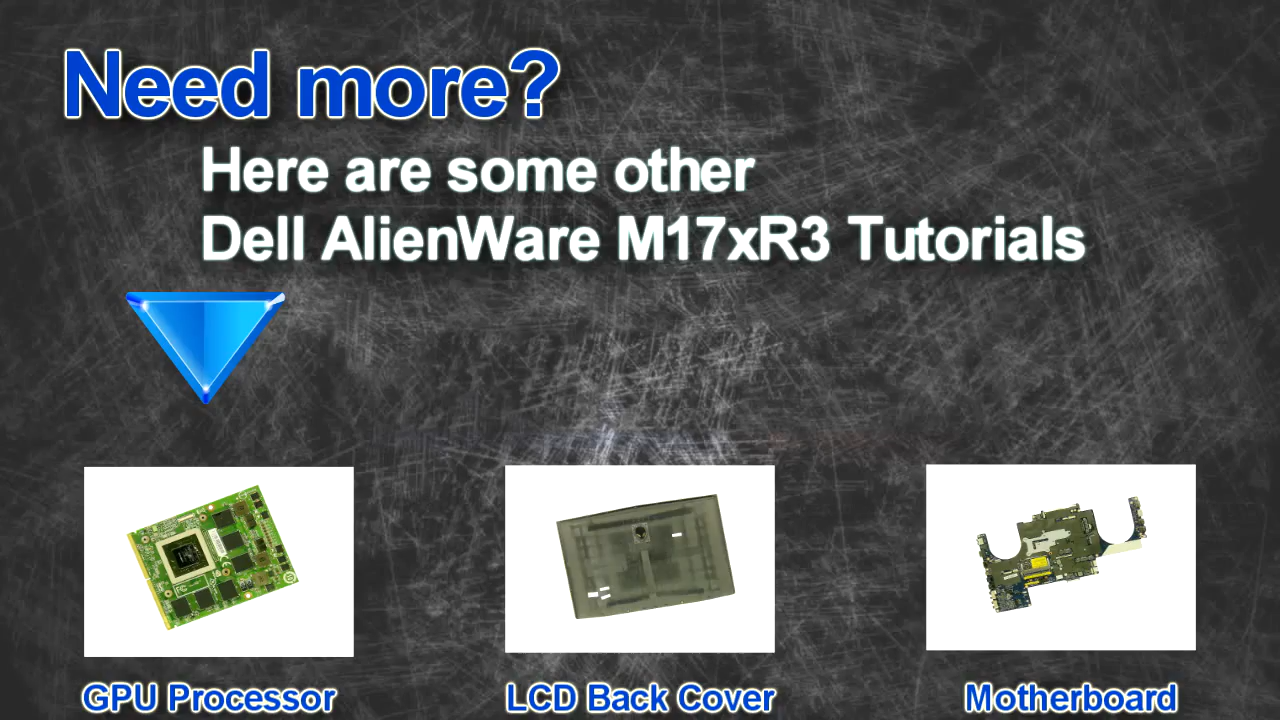 Need more?
Here are some other
Dell AlienWare M17xR3 Tutorials
GPU Processor
LCD Back Cover
Motherboard